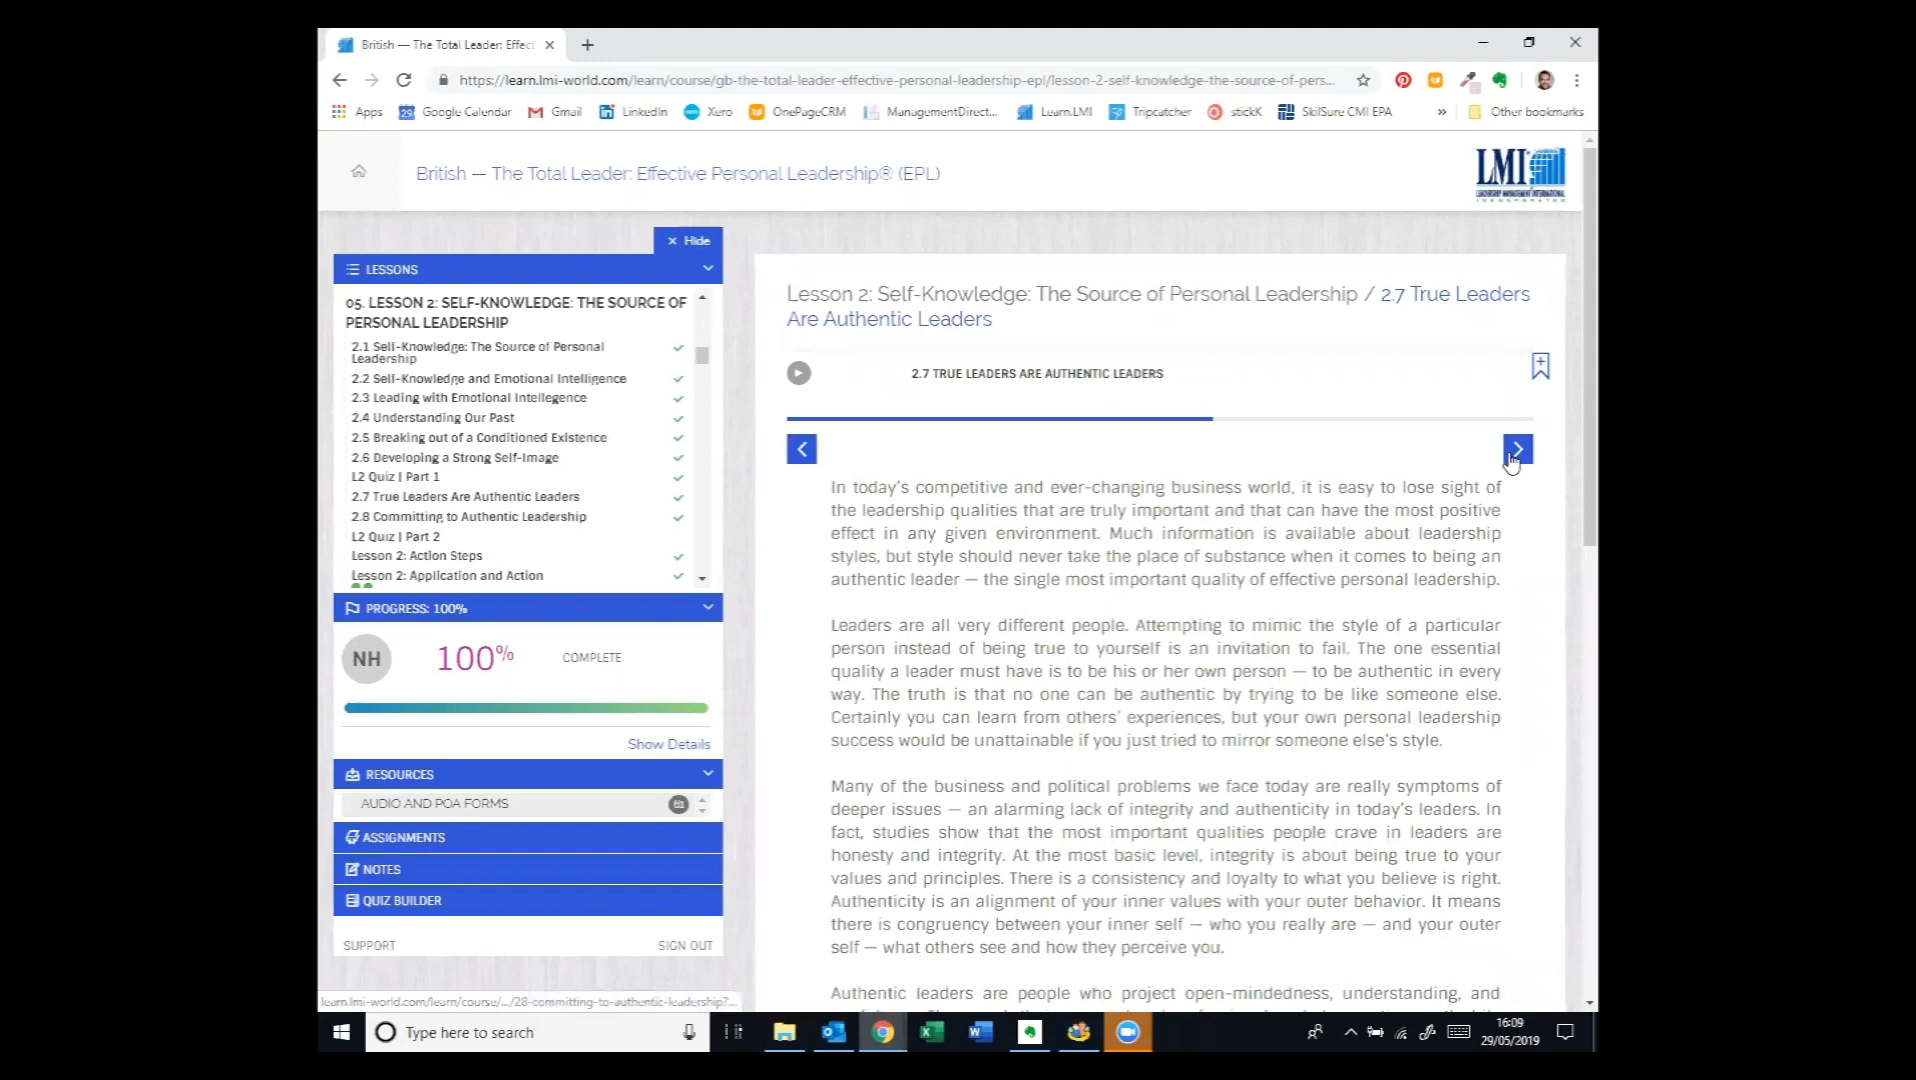 British — The Total Leader: Effect
https://learn.lmi-world.com/learn/course/gb-the-total-leader-effective-personal-leadership-epl/lesson-2-self-knowledge-the-source-of-pers...
Apps
29
Google Calendar
Gmail
LinkedIn
Xero
OnePageCRM
ManagementDirect...
Learn.LMI
Tripcatcher
stickK
SkilSure CMI EPA
»
Other bookmarks
British — The Total Leader: Effective Personal Leadership® (EPL)
LMI
LEADERSHIP MANAGEMENT INTERNATIONAL
INCORPORATED
× Hide
LESSONS
05. LESSON 2: SELF-KNOWLEDGE: THE SOURCE OF
PERSONAL LEADERSHIP
2.1 Self-Knowledge: The Source of Personal
Leadership
2.2 Self-Knowledge and Emotional Intelligence
2.3 Leading with Emotional Intellegence
2.4 Understanding Our Past
2.5 Breaking out of a Conditioned Existence
2.6 Developing a Strong Self-Image
L2 Quiz | Part 1
2.7 True Leaders Are Authentic Leaders
2.8 Committing to Authentic Leadership
L2 Quiz | Part 2
Lesson 2: Action Steps
Lesson 2: Application and Action
PROGRESS: 100%
NH
100%
COMPLETE
Show Details
RESOURCES
AUDIO AND POA FORMS
ASSIGNMENTS
NOTES
QUIZ BUILDER
SUPPORT
SIGN OUT
learn.lmi-world.com/learn/course/.../28-committing-to-authentic-leadership?...
Lesson 2: Self-Knowledge: The Source of Personal Leadership / 2.7 True Leaders
Are Authentic Leaders
2.7 TRUE LEADERS ARE AUTHENTIC LEADERS
In today's competitive and ever-changing business world, it is easy to lose sight of
the leadership qualities that are truly important and that can have the most positive
effect in any given environment. Much information is available about leadership
styles, but style should never take the place of substance when it comes to being an
authentic leader — the single most important quality of effective personal leadership.
Leaders are all very different people. Attempting to mimic the style of a particular
person instead of being true to yourself is an invitation to fail. The one essential
quality a leader must have is to be his or her own person — to be authentic in every
way. The truth is that no one can be authentic by trying to be like someone else.
Certainly you can learn from others' experiences, but your own personal leadership
success would be unattainable if you just tried to mirror someone else's style.
Many of the business and political problems we face today are really symptoms of
deeper issues — an alarming lack of integrity and authenticity in today's leaders. In
fact, studies show that the most important qualities people crave in leaders are
honesty and integrity. At the most basic level, integrity is about being true to your
values and principles. There is a consistency and loyalty to what you believe is right.
Authenticity is an alignment of your inner values with your outer behavior. It means
there is congruency between your inner self — who you really are — and your outer
self — what others see and how they perceive you.
Authentic leaders are people who project open-mindedness, understanding, and
Type here to search
16:09
29/05/2019